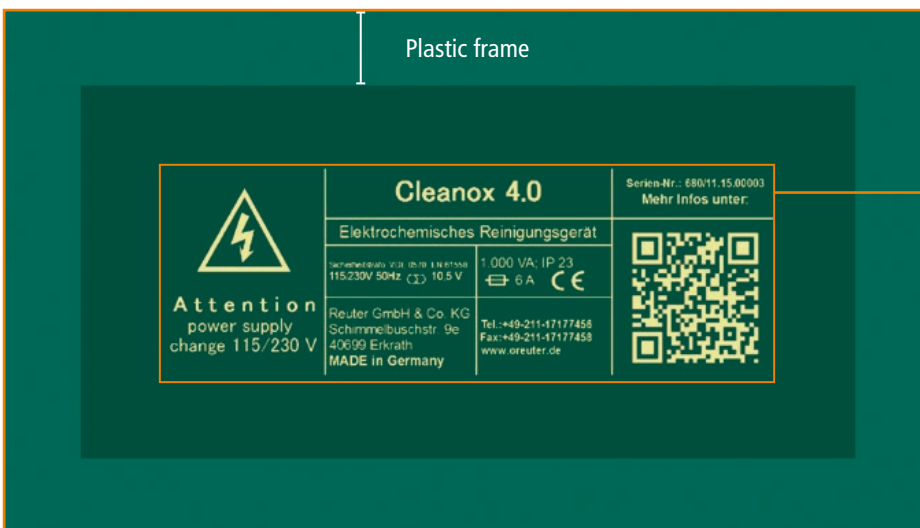 Plastic frame
Attention
power supply
change 115/230 V
Cleanox 4.0
Elektrochemisches Reinigungsgerät
115/230V 50Hz 10,5 V
1.000 VA; IP 23
6 A CE
Reuter GmbH & Co. KG
Schimmelbuschstr. 9e
40699 Erkrath
MADE in Germany
Tel.:+49-211-17177456
Fax:+49-211-17177458
www.oreuter.de
Serien-Nr.: 680/11.15.00003
Mehr Infos unter: